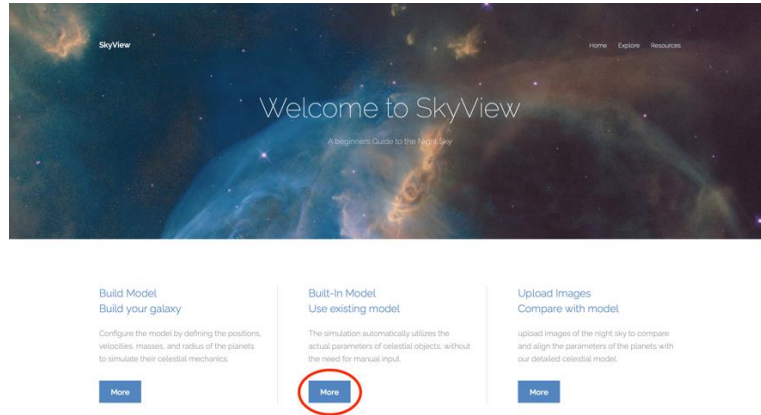 SkyView
Home Explore Resources
Welcome to SkyView
A beginners Guide to the Night Sky
Build Model
Build your galaxy
Configure the model by defining the positions,
velocities, masses, and radius of the planets
to simulate their celestial mechanics.
More
Built-In Model
Use existing model
The simulation automatically utilizes the
actual parameters of celestial objects, without
the need for manual input.
More
Upload Images
Compare with model
upload images of the night sky to compare
and align the parameters of the planets with
our detailed celestial model.
More